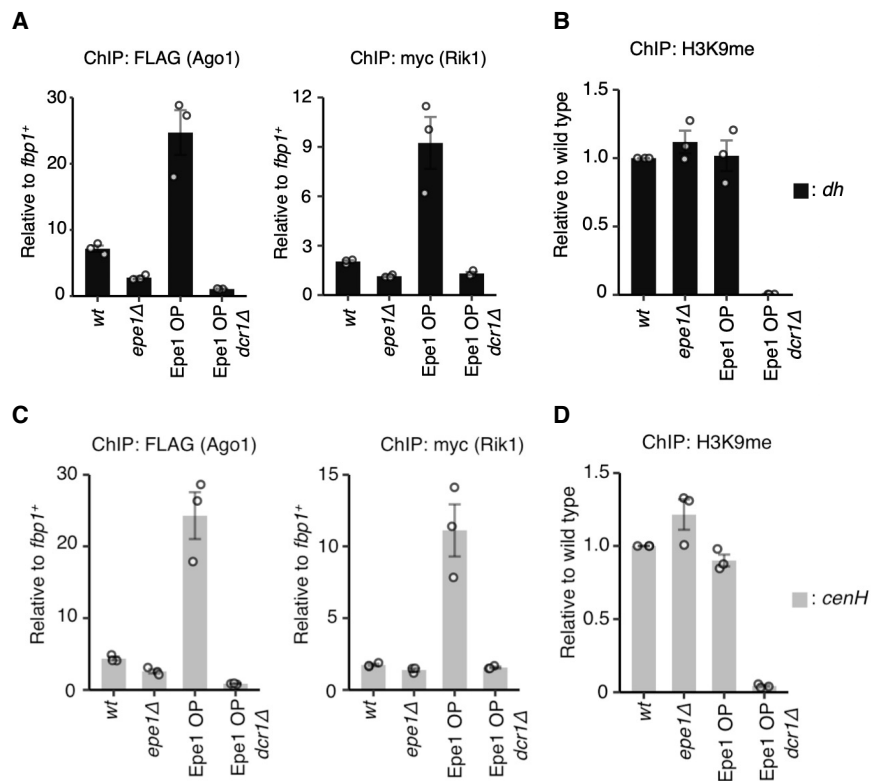 A
B
ChIP: FLAG (Ago1)
ChIP: myc (Rik1)
ChIP: H3K9me
Relative to fbp1+
30
20
10
0
wt
epe1Δ
Epe1 OP
Epe1 OP
dcr1Δ
Relative to fbp1+
12
9
6
3
0
wt
epe1Δ
Epe1 OP
Epe1 OP
dcr1Δ
Relative to wild type
1.5
1.0
0.5
0
wt
epe1Δ
Epe1 OP
Epe1 OP
dcr1Δ
: dh
C
D
ChIP: FLAG (Ago1)
ChIP: myc (Rik1)
ChIP: H3K9me
Relative to fbp1+
30
20
10
0
wt
epe1Δ
Epe1 OP
Epe1 OP
dcr1Δ
Relative to fbp1+
15
10
5
0
wt
epe1Δ
Epe1 OP
Epe1 OP
dcr1Δ
Relative to wild type
1.5
1.0
0.5
0
wt
epe1Δ
Epe1 OP
Epe1 OP
dcr1Δ
: cenH